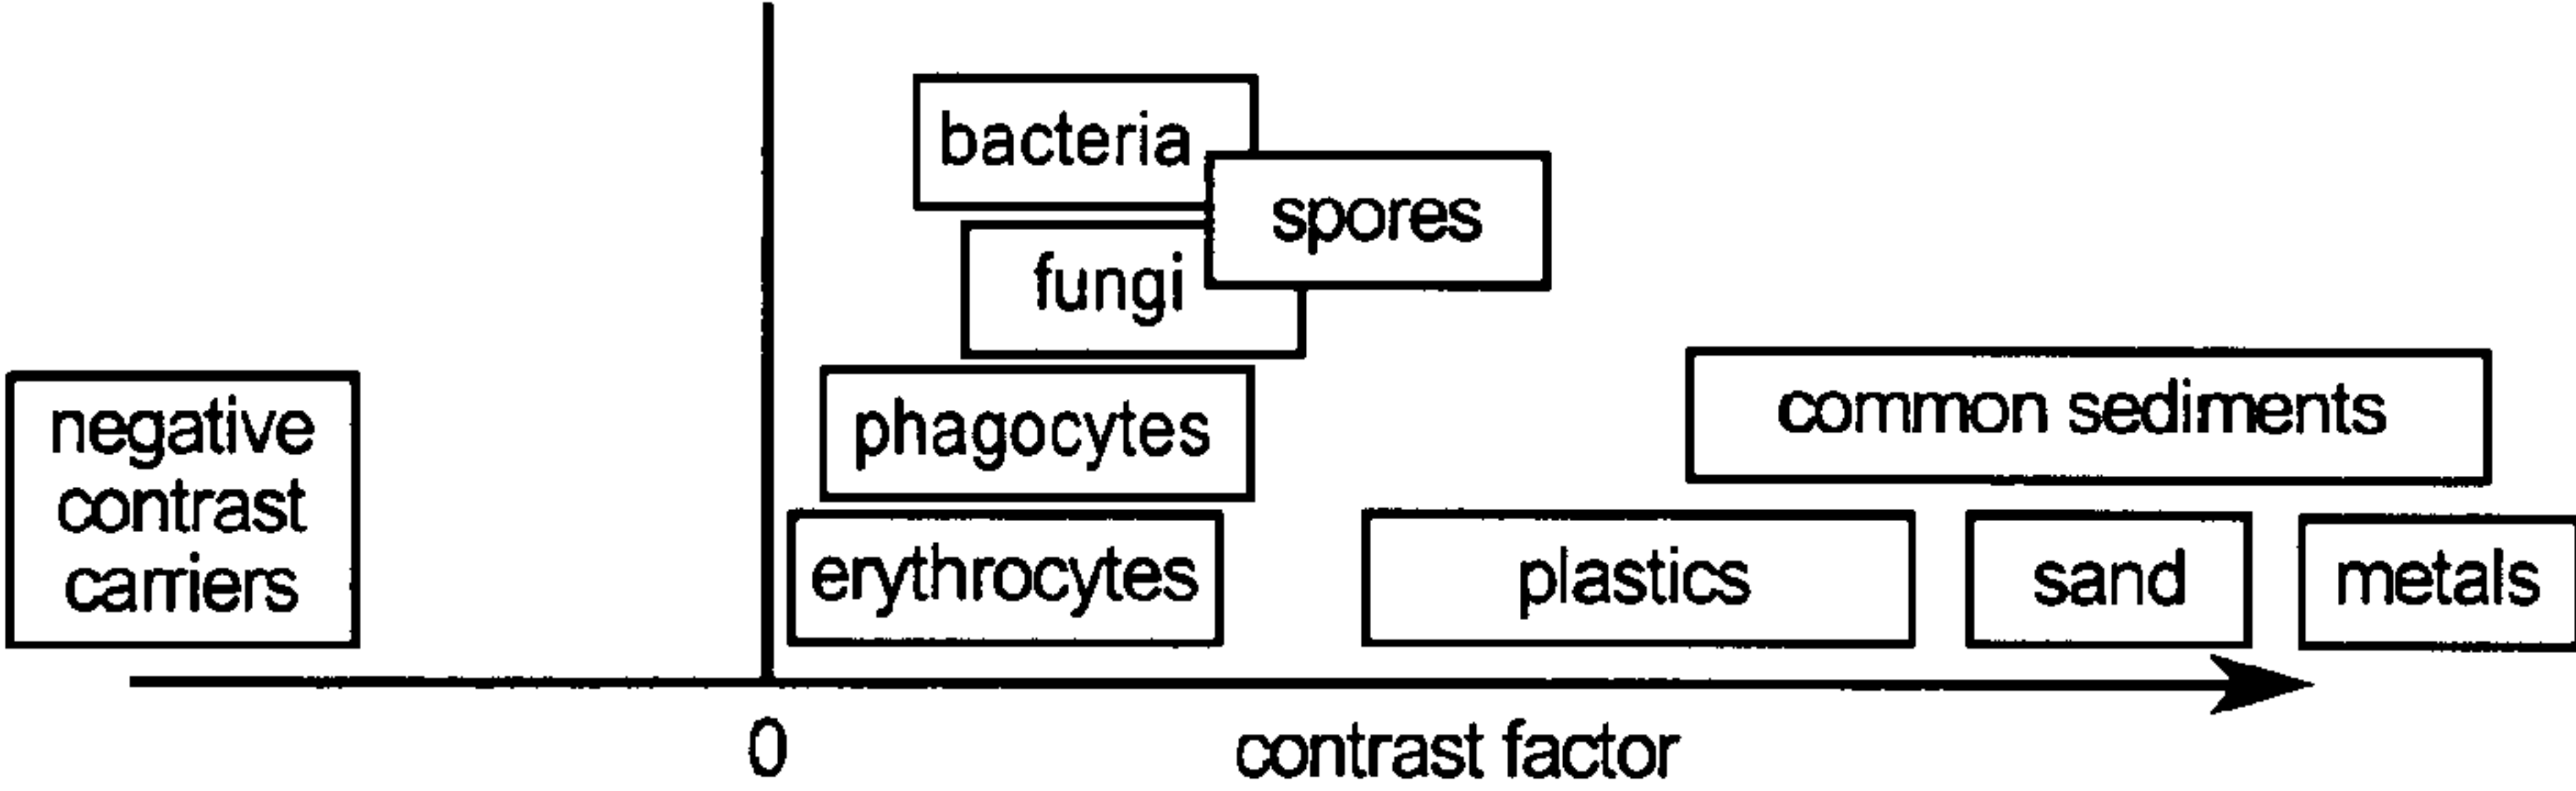 bacteria
spores
fungi
negative
contrast
carriers
phagocytes
common sediments
erythrocytes
plastics
sand
metals
0
contrast factor